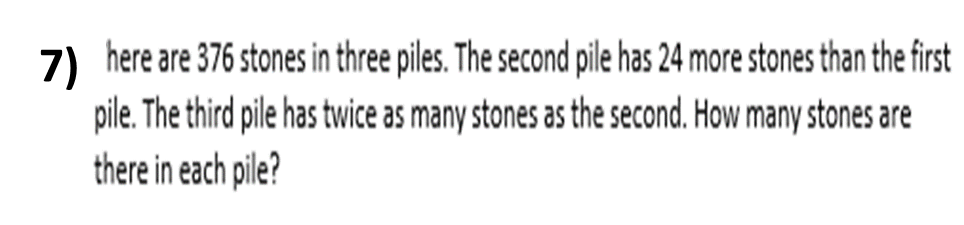 7) here are 376 stones in three piles. The second pile has 24 more stones than the first
pile. The third pile has twice as many stones as the second. How many stones are
there in each pile?